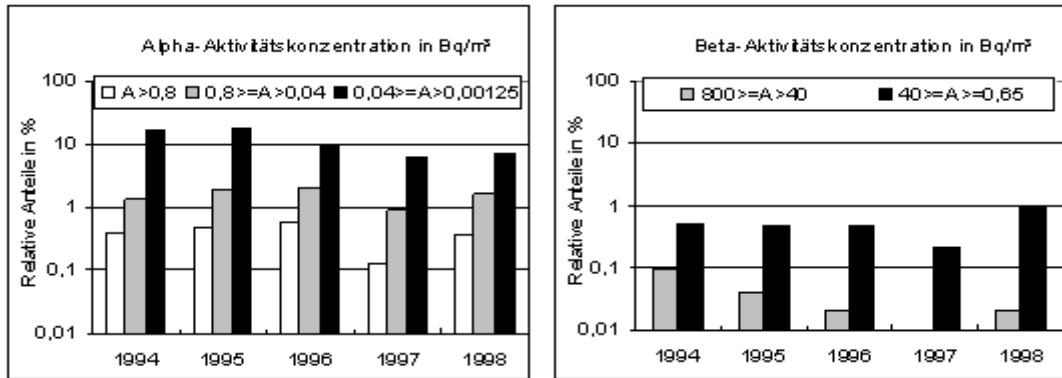 Alpha-Aktivitätskonzentration in Bq/m³
Relative Anteile in %
100
10
1
0,1
0,01
A>0,8 0,8>=A>0,04 0,04>=A>0,00125
1994 1995 1996 1997 1998
Beta-Aktivitätskonzentration in Bq/m³
Relative Anteile in %
100
10
1
0,1
0,01
800>=A>40 40>=A>=0,65
1994 1995 1996 1997 1998